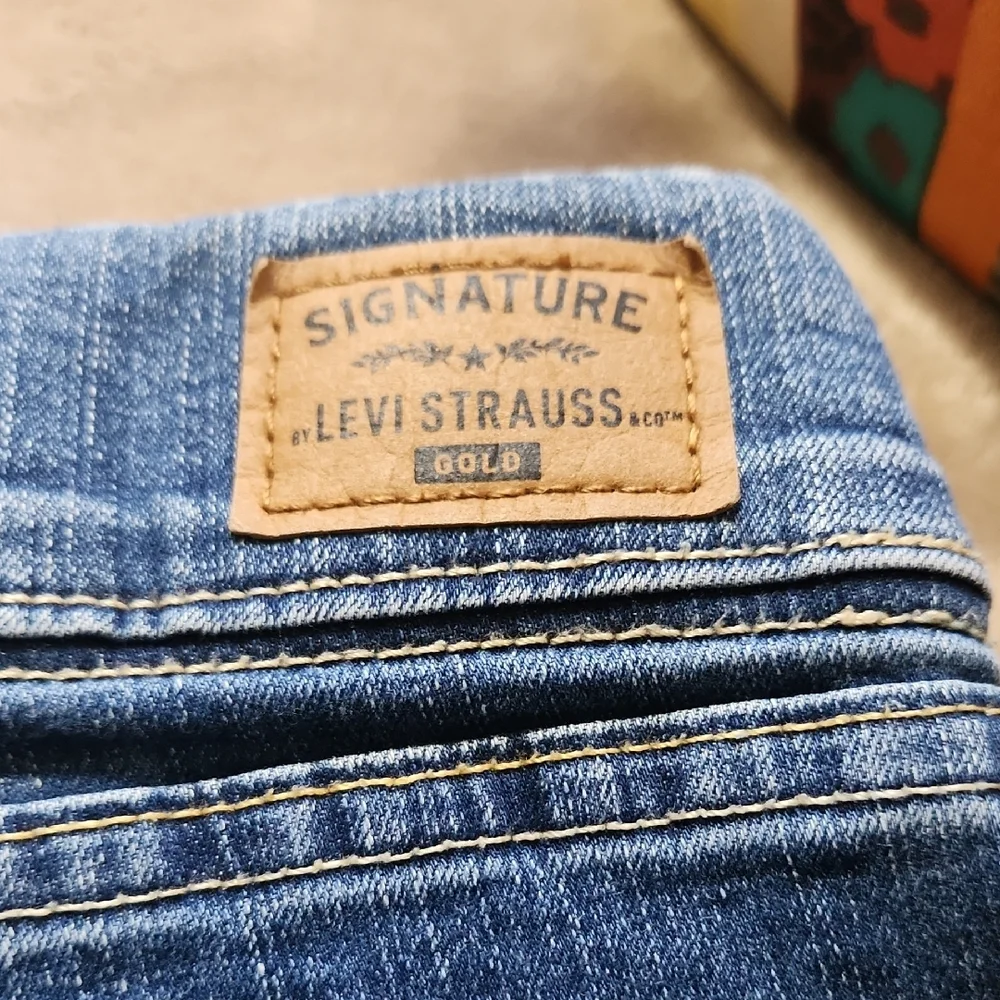 SIGNATURE
BY LEVI STRAUSS & CO™
GOLD